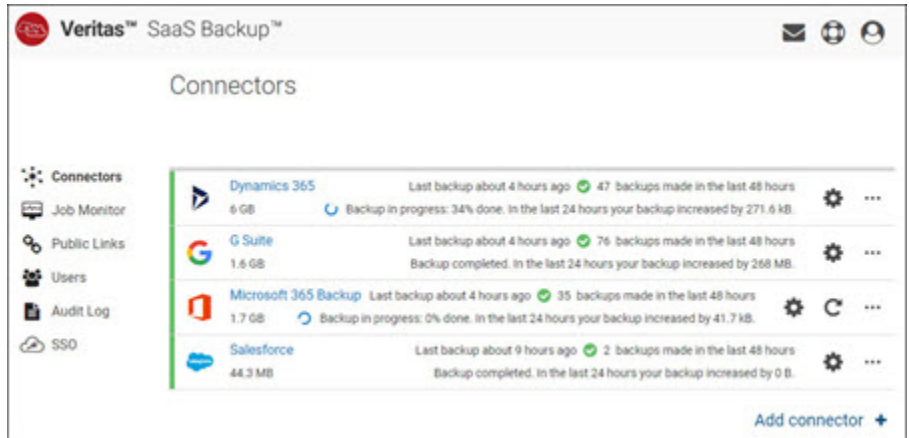 Veritas™ SaaS Backup™
Connectors
Connectors
Job Monitor
Public Links
Users
Audit Log
SSO
Dynamics 365 Last backup about 4 hours ago 47 backups made in the last 48 hours
6 GB Backup in progress: 34% done. In the last 24 hours your backup increased by 271.6 kB.
G Suite Last backup about 4 hours ago 76 backups made in the last 48 hours
1.6 GB Backup completed. In the last 24 hours your backup increased by 268 MB.
Microsoft 365 Backup Last backup about 4 hours ago 35 backups made in the last 48 hours
1.7 GB Backup in progress: 0% done. In the last 24 hours your backup increased by 41.7 kB.
Salesforce Last backup about 9 hours ago 2 backups made in the last 48 hours
44.3 MB Backup completed. In the last 24 hours your backup increased by 0 B.
Add connector +